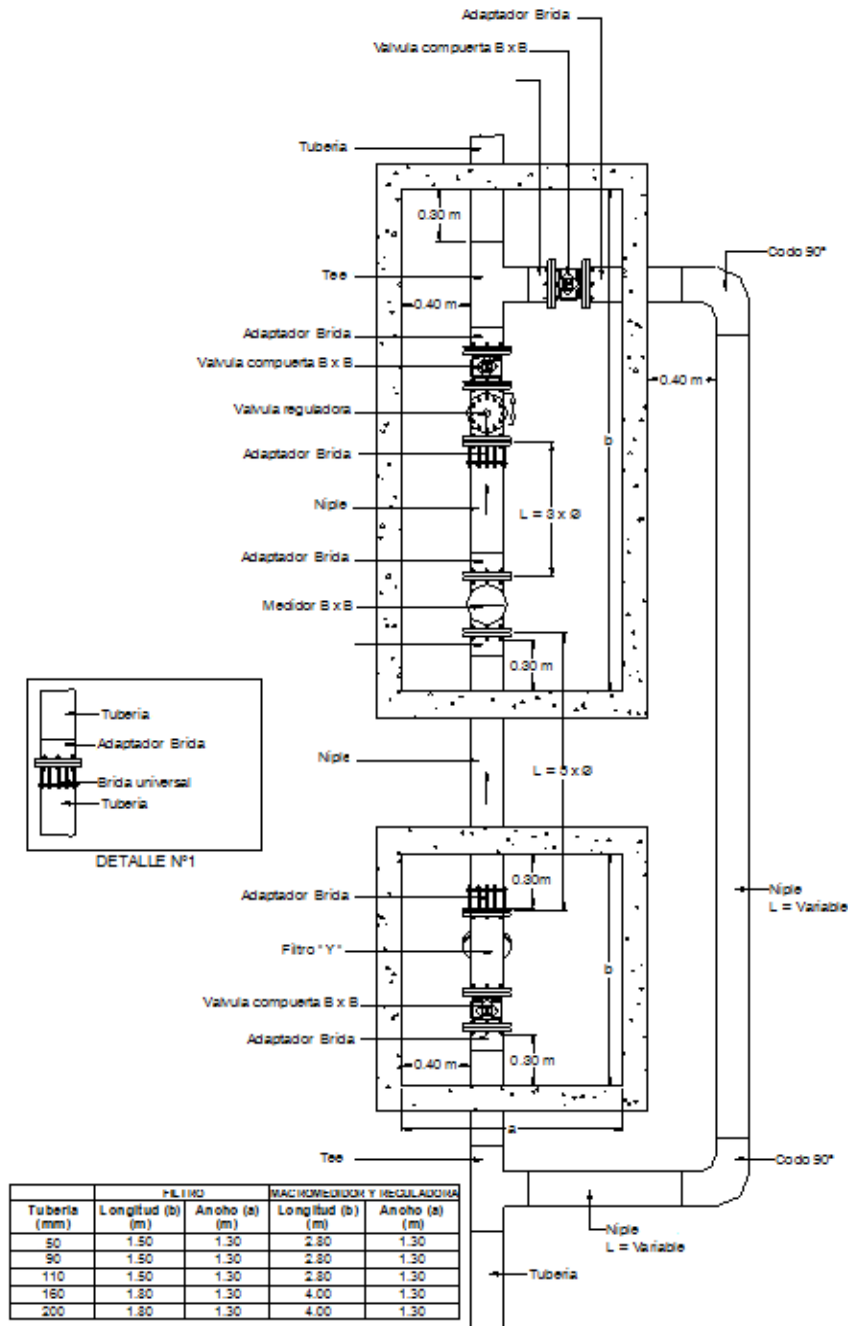 Adaptador Brida
Valvula compuerta B x B
Tuberia
0.30 m
Codo 90°
Tee
0.40 m
Adaptador Brida
Valvula compuerta B x B
0.40 m
Valvula reguladora
b
Adaptador Brida
Niple
L = 3 x Ø
Adaptador Brida
Medidor B x B
0.30 m
Tuberia
Adaptador Brida
Brida universal
Tuberia
DETALLE N°1
Niple
L = 5 x Ø
0.30m
Adaptador Brida
Niple
L = Variable
Filtro "Y"
b
Valvula compuerta B x B
Adaptador Brida
0.40 m
0.30 m
a
Tee
Codo 90°
Niple
L = Variable
Tuberia
FILTRO MACROMEDIDOR Y REGULADORA
Tuberia (mm) Longitud (b) (m) Ancho (a) (m) Longitud (b) (m) Ancho (a) (m)
50 1.50 1.30 2.80 1.30
90 1.50 1.30 2.80 1.30
110 1.50 1.30 2.80 1.30
160 1.80 1.30 4.00 1.30
200 1.80 1.30 4.00 1.30